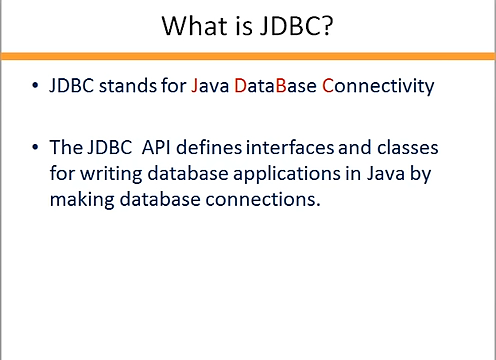 What is JDBC?
• JDBC stands for Java DataBase Connectivity
• The JDBC API defines interfaces and classes
for writing database applications in Java by
making database connections.